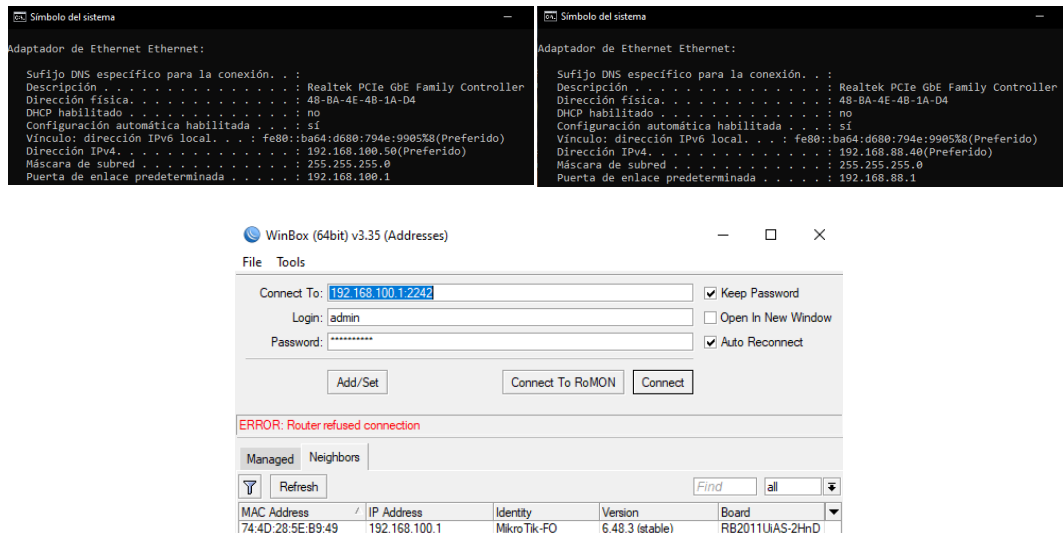 Símbolo del sistema
Adaptador de Ethernet Ethernet:
Sufijo DNS específico para la conexión. . :
Descripción . . . . . . . . . . . . . . . : Realtek PCIe GbE Family Controller
Dirección física. . . . . . . . . . . . . : 48-BA-4E-4B-1A-D4
DHCP habilitado . . . . . . . . . . . . . : no
Configuración automática habilitada . . . : sí
Vínculo: dirección IPv6 local. . . : fe80::ba64:d680:794e:9905%8(Preferido)
Dirección IPv4. . . . . . . . . . . . . . : 192.168.100.50(Preferido)
Máscara de subred . . . . . . . . . . . . : 255.255.255.0
Puerta de enlace predeterminada . . . . . : 192.168.100.1
Símbolo del sistema
Adaptador de Ethernet Ethernet:
Sufijo DNS específico para la conexión. . :
Descripción . . . . . . . . . . . . . . . : Realtek PCIe GbE Family Controller
Dirección física. . . . . . . . . . . . . : 48-BA-4E-4B-1A-D4
DHCP habilitado . . . . . . . . . . . . . : no
Configuración automática habilitada . . . : sí
Vínculo: dirección IPv6 local. . . : fe80::ba64:d680:794e:9905%8(Preferido)
Dirección IPv4. . . . . . . . . . . . . . : 192.168.88.40(Preferido)
Máscara de subred . . . . . . . . . . . . : 255.255.255.0
Puerta de enlace predeterminada . . . . . : 192.168.88.1
WinBox (64bit) v3.35 (Addresses)
File Tools
Connect To: 192.168.100.1:2242 Keep Password
Login: admin Open In New Window
Password: ********** Auto Reconnect
Add/Set Connect To RoMON Connect
ERROR: Router refused connection
Managed Neighbors
Refresh Find all
MAC Address IP Address Identity Version Board
74:4D:28:5E:B9:49 192.168.100.1 MikroTik-FO 6.48.3 (stable) RB2011UiAS-2HnD